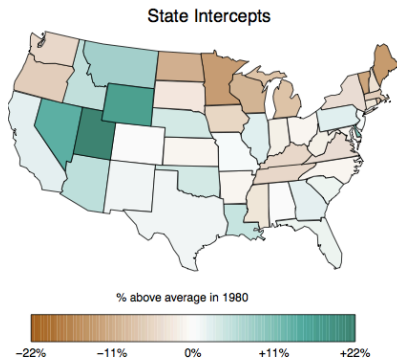 State Intercepts
% above average in 1980
−22% −11% 0% +11% +22%